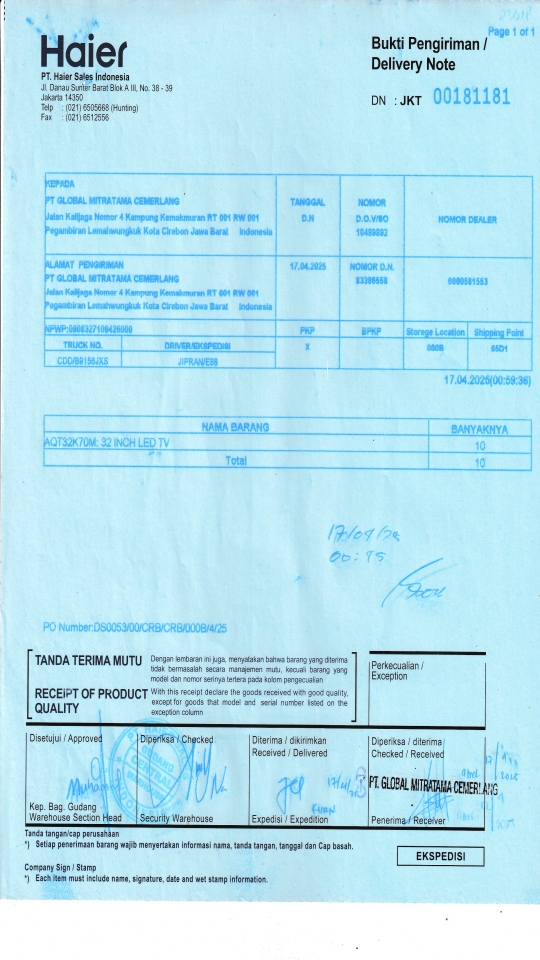 Page 1 of 1
Haier
Bukti Pengiriman /
Delivery Note
PT. Haier Sales Indonesia
Jl. Danau Sunter Barat Blok A III, No. 38 - 39
Jakarta 14350
Telp : (021) 6505668 (Hunting)
Fax : (021) 6512556
DN : JKT 00181181
KEPADA
PT GLOBAL MITRATAMA CEMERLANG
Jalan Kalijaga Nomor 4 Kampung Kemakmuran RT 001 RW 001
Pegambiran Lemahwungkuk Kota Cirebon Jawa Barat Indonesia
TANGGAL
D.N
NOMOR
D.O./SO
NOMOR DEALER
ALAMAT PENGIRIMAN
PT GLOBAL MITRATAMA CEMERLANG
Jalan Kalijaga Nomor 4 Kampung Kemakmuran RT 001 RW 001
Pegambiran Lemahwungkuk Kota Cirebon Jawa Barat Indonesia
17.04.2025
NOMOR D.N.
PKP BPKP Storege Location Shipping Point
TRUCK NO. DRIVER/EKSPEDISI X
CDD/B9156JXS
17.04.2025(00:59:36)
NAMA BARANG BANYAKNYA
AQT32K70M: 32 INCH LED TV 10
Total 10
PO Number:DS0053/00/CRB/CRB/000B/4/25
TANDA TERIMA MUTU
Dengan lembaran ini juga, menyatakan bahwa barang yang diterima
tidak bermasalah secara manajemen mutu, kecuali barang yang
model dan nomor serinya tertera pada kolom pengecualian
RECEIPT OF PRODUCT
QUALITY
With this receipt declare the goods received with good quality,
except for goods that model and serial number listed on the
exception column
Perkecualian /
Exception
Disetujui / Approved
Diperiksa / Checked
Diterima / dikirimkan
Received / Delivered
Diperiksa / diterima
Checked / Received
PT. GLOBAL MITRATAMA CEMERLANG
Kep. Bag. Gudang
Warehouse Section Head
Security Warehouse
Expedisi / Expedition
Penerima / Receiver
Tanda tangan/cap perusahaan
*) Setiap penerimaan barang wajib menyertakan informasi nama, tanda tangan, tanggal dan Cap basah.
EKSPEDISI
Company Sign / Stamp
*) Each item must include name, signature, date and wet stamp information.